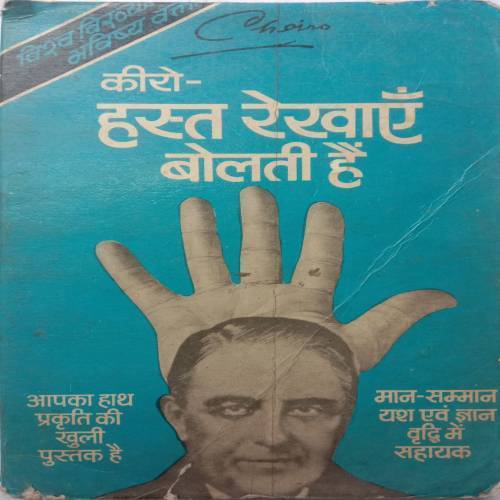 विश्व विख्यात
भविष्य वक्ता
Cheiro
कीरो-
हस्त रेखाएँ
बोलती हैं
आपका हाथ
प्रकृति की
खुली
पुस्तक है
मान-सम्मान
यश एवं ज्ञान
वृद्धि में
सहायक